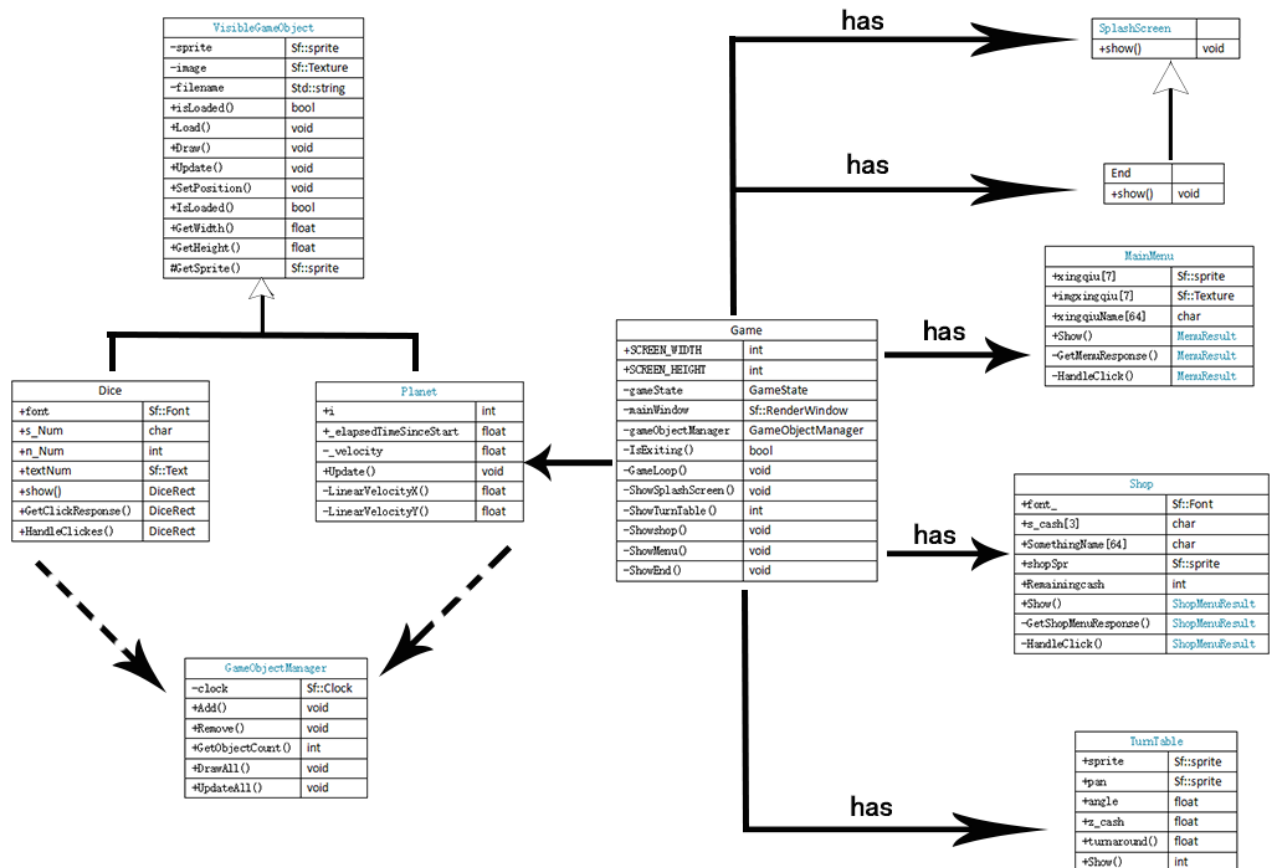 VisibleGameObject
-sprite Sf::sprite
-image Sf::Texture
-filename Std::string
+isLoaded() bool
+Load() void
+Draw() void
+Update() void
+SetPosition() void
+IsLoaded() bool
+GetWidth() float
+GetHeight() float
#GetSprite() Sf::sprite
Dice
+font Sf::Font
+s_Num char
+n_Num int
+textNum Sf::Text
+show() DiceRect
+GetClickResponse() DiceRect
+HandleClickes() DiceRect
Planet
+i int
+_elapsedTimeSinceStart float
-_velocity float
+Update() void
-LinearVelocityX() float
-LinearVelocityY() float
GameObjectManager
-clock Sf::Clock
+Add() void
+Remove() void
+GetObjectCount() int
+DrawAll() void
+UpdateAll() void
Game
+SCREEN_WIDTH int
+SCREEN_HEIGHT int
-gameState GameState
-mainWindow Sf::RenderWindow
-gameObjectManager GameObjectManager
-IsExiting() bool
-GameLoop() void
-ShowSplashScreen() void
-ShowTurnTable() int
-Showshop() void
-ShowMenu() void
-ShowEnd() void
has
SplashScreen
+show() void
has
End
+show() void
has
MainMenu
+xingqiu[7] Sf::sprite
+imgxingqiu[7] Sf::Texture
+xingqiuName[64] char
+Show() MenuResult
-GetMenuResponse() MenuResult
-HandleClick() MenuResult
has
Shop
+font_ Sf::Font
+s_cash[3] char
+SomethingName[64] char
+shopSpr Sf::sprite
+Remainingcash int
+Show() ShopMenuResult
-GetShopMenuResponse() ShopMenuResult
-HandleClick() ShopMenuResult
has
TurnTable
+sprite Sf::sprite
+pan Sf::sprite
+angle float
+z_cash float
+turnaround() float
+Show() int